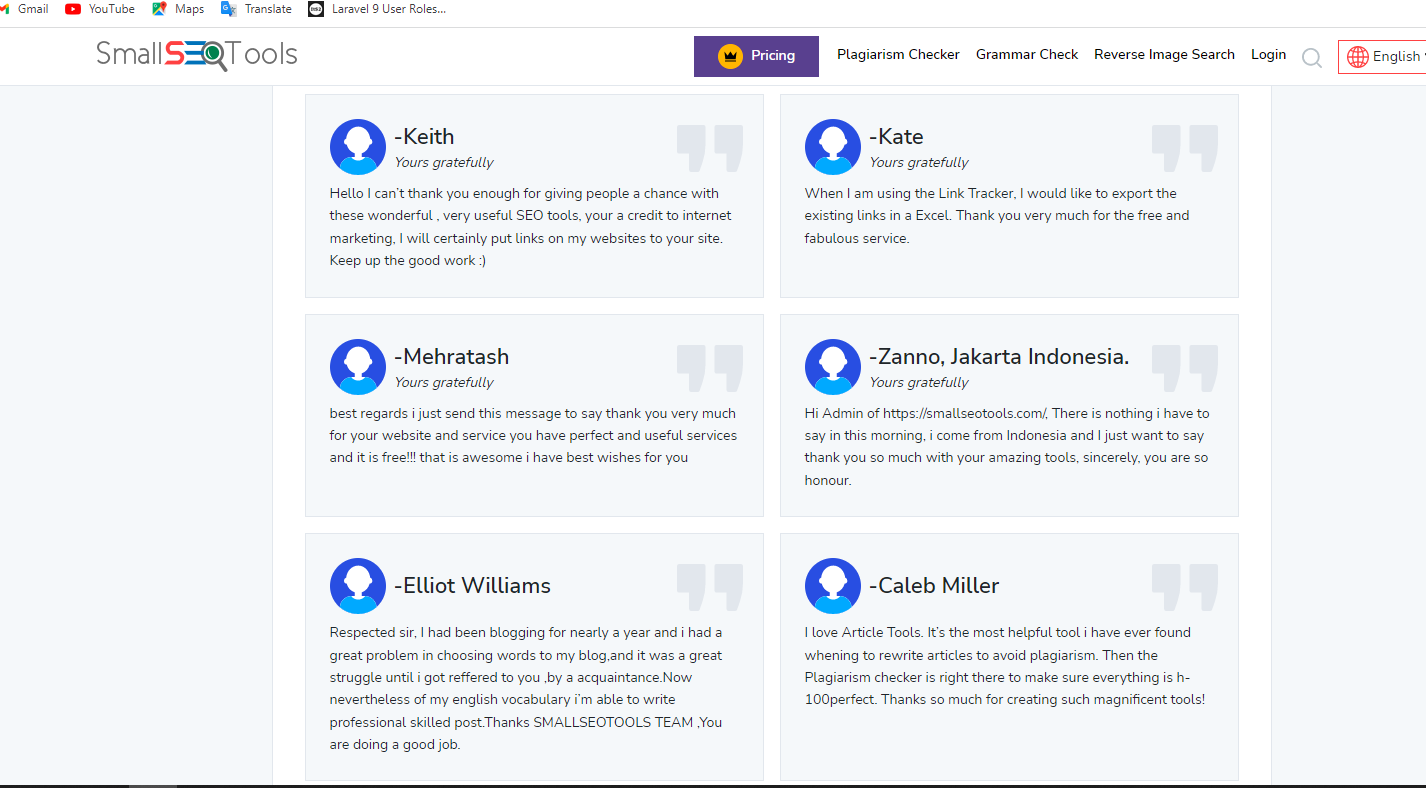 Gmail YouTube Maps Translate Laravel 9 User Roles...
SmallSEOTools Pricing Plagiarism Checker Grammar Check Reverse Image Search Login English
-Keith
Yours gratefully
Hello I can’t thank you enough for giving people a chance with
these wonderful , very useful SEO tools, your a credit to internet
marketing, I will certainly put links on my websites to your site.
Keep up the good work :)
-Kate
Yours gratefully
When I am using the Link Tracker, I would like to export the
existing links in a Excel. Thank you very much for the free and
fabulous service.
-Mehratash
Yours gratefully
best regards i just send this message to say thank you very much
for your website and service you have perfect and useful services
and it is free!!! that is awesome i have best wishes for you
-Zanno, Jakarta Indonesia.
Yours gratefully
Hi Admin of https://smallseotools.com/, There is nothing i have to
say in this morning, i come from Indonesia and I just want to say
thank you so much with your amazing tools, sincerely, you are so
honour.
-Elliot Williams
Respected sir, I had been blogging for nearly a year and i had a
great problem in choosing words to my blog,and it was a great
struggle until i got reffered to you ,by a acquaintance.Now
nevertheless of my english vocabulary i’m able to write
professional skilled post.Thanks SMALLSEOTOOLS TEAM ,You
are doing a good job.
-Caleb Miller
I love Article Tools. It’s the most helpful tool i have ever found
whening to rewrite articles to avoid plagiarism. Then the
Plagiarism checker is right there to make sure everything is h-
100perfect. Thanks so much for creating such magnificent tools!